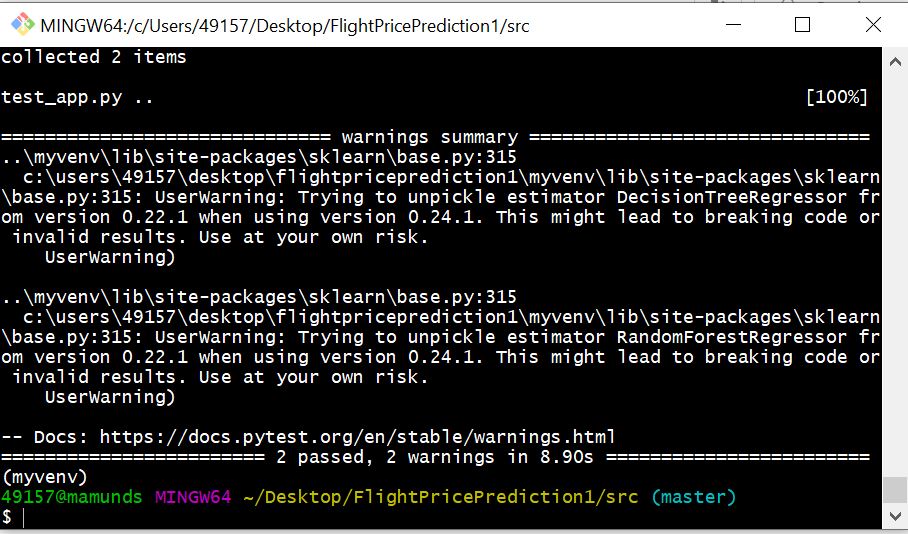 MINGW64:/c/Users/49157/Desktop/FlightPricePrediction1/src
collected 2 items
test_app.py .. [100%]
============================== warnings summary ===============================
..\myvenv\lib\site-packages\sklearn\base.py:315
  c:\users\49157\desktop\flightpriceprediction1\myvenv\lib\site-packages\sklearn
\base.py:315: UserWarning: Trying to unpickle estimator DecisionTreeRegressor fr
om version 0.22.1 when using version 0.24.1. This might lead to breaking code or
 invalid results. Use at your own risk.
    UserWarning)
..\myvenv\lib\site-packages\sklearn\base.py:315
  c:\users\49157\desktop\flightpriceprediction1\myvenv\lib\site-packages\sklearn
\base.py:315: UserWarning: Trying to unpickle estimator RandomForestRegressor fr
om version 0.22.1 when using version 0.24.1. This might lead to breaking code or
 invalid results. Use at your own risk.
    UserWarning)
-- Docs: https://docs.pytest.org/en/stable/warnings.html
======================== 2 passed, 2 warnings in 8.90s ========================
(myvenv)
49157@mamunds MINGW64 ~/Desktop/FlightPricePrediction1/src (master)
$